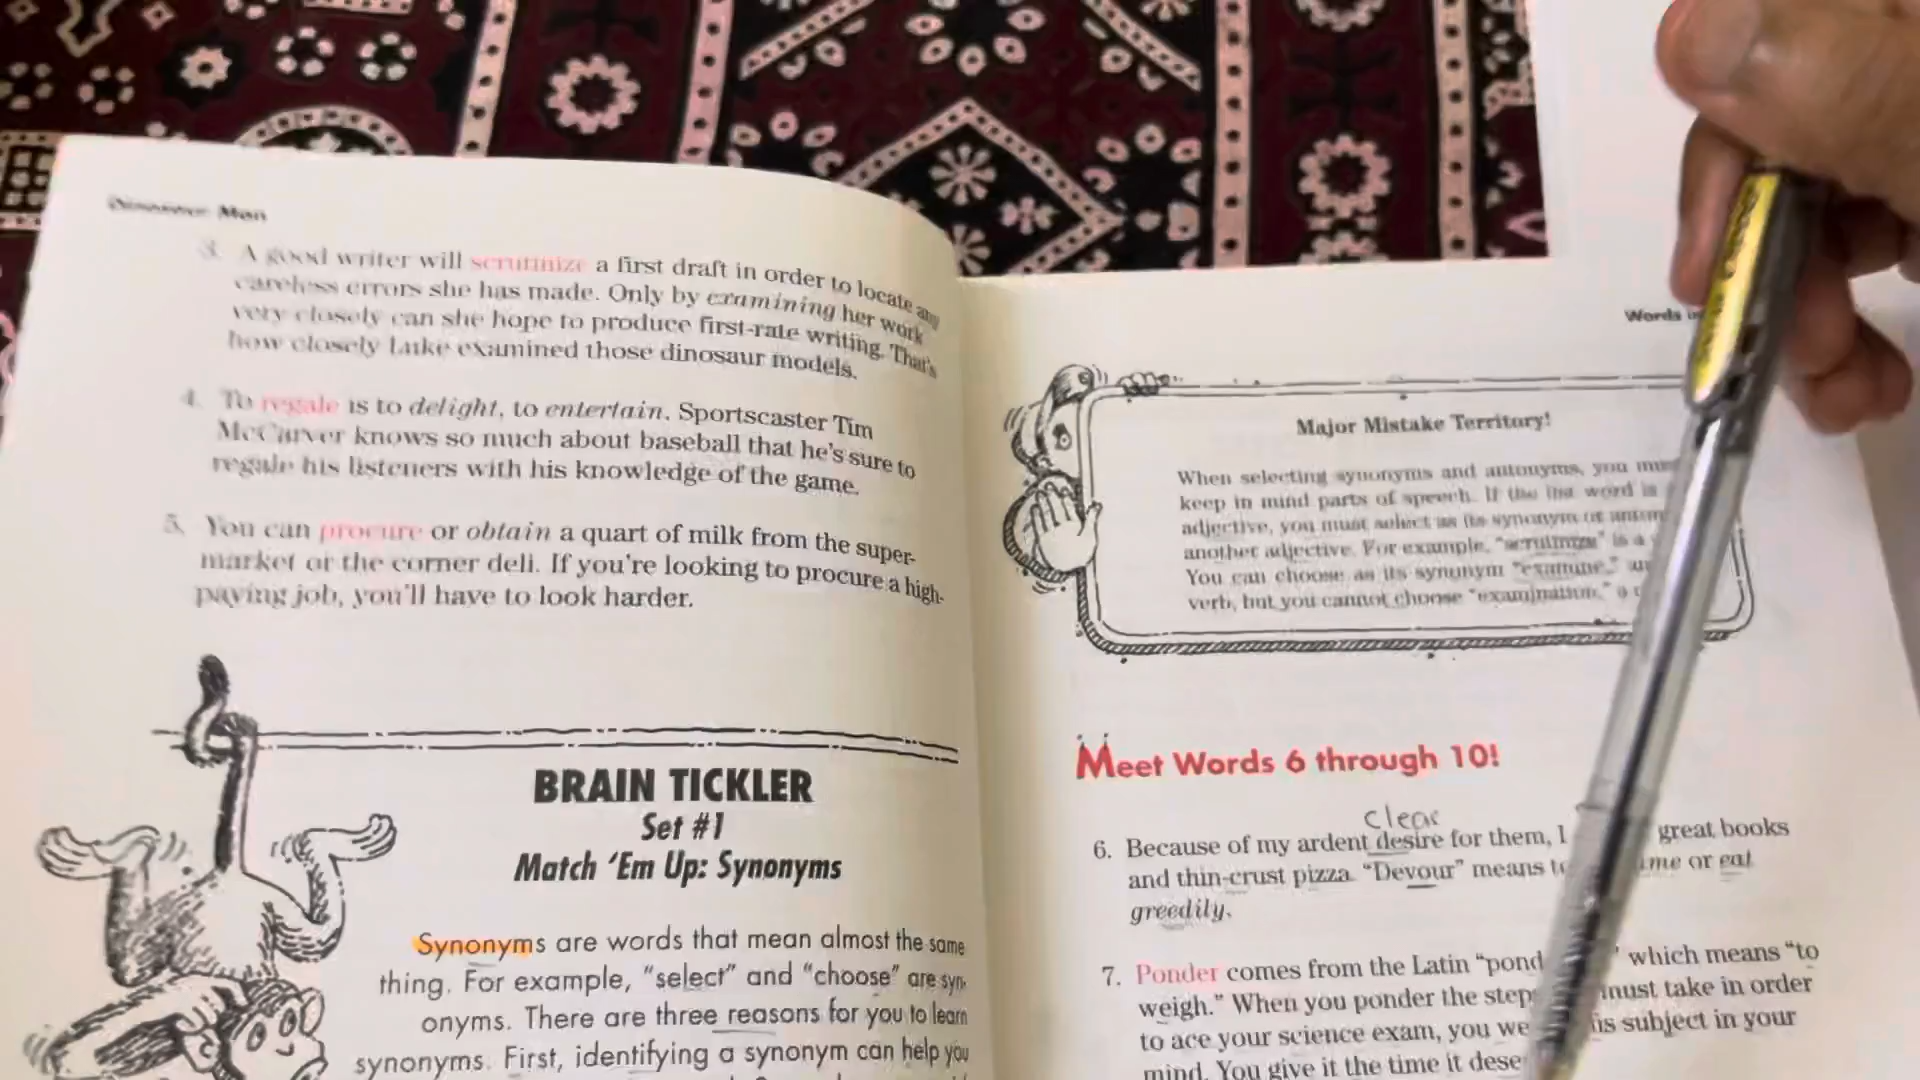 Man
3. A good writer will scrutinize a first draft in order to locate any
careless errors she has made. Only by examining her work
very closely can she hope to produce first-rate writing. That's
how closely Luke examined those dinosaur models.
4. To regale is to delight, to entertain. Sportscaster Tim
McCarver knows so much about baseball that he's sure to
regale his listeners with his knowledge of the game.
5. You can procure or obtain a quart of milk from the super-
market or the corner deli. If you're looking to procure a high-
paying job, you'll have to look harder.
BRAIN TICKLER
Set #1
Match 'Em Up: Synonyms
Synonyms are words that mean almost the same
thing. For example, "select" and "choose" are syn-
onyms. There are three reasons for you to learn
synonyms. First, identifying a synonym can help you
Words
Major Mistake Territory!
When selecting synonyms and antonyms, you
keep in mind parts of speech. If the word is
adjective, you must select as its synonym or
another adjective. For example, "scrutinize" is a
You can choose as its synonym "examine,"
verb, but you cannot choose "examination,"
Meet Words 6 through 10!
clear
6. Because of my ardent desire for them, I great books
and thin-crust pizza. "Devour" means or eat
greedily.
7. Ponder comes from the Latin which means "to
weigh." When you ponder the must take in order
to ace your science exam, you subject in your
mind. You give it the time it